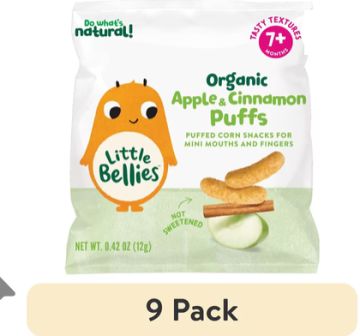 Do what's
natural!
TASTY TEXTURES
7+
MONTHS
Organic
Apple & Cinnamon
Puffs
PUFFED CORN SNACKS FOR
MINI MOUTHS AND FINGERS
Little
Bellies
NOT
SWEETENED
NET WT. 0.42 OZ (12g)
9 Pack